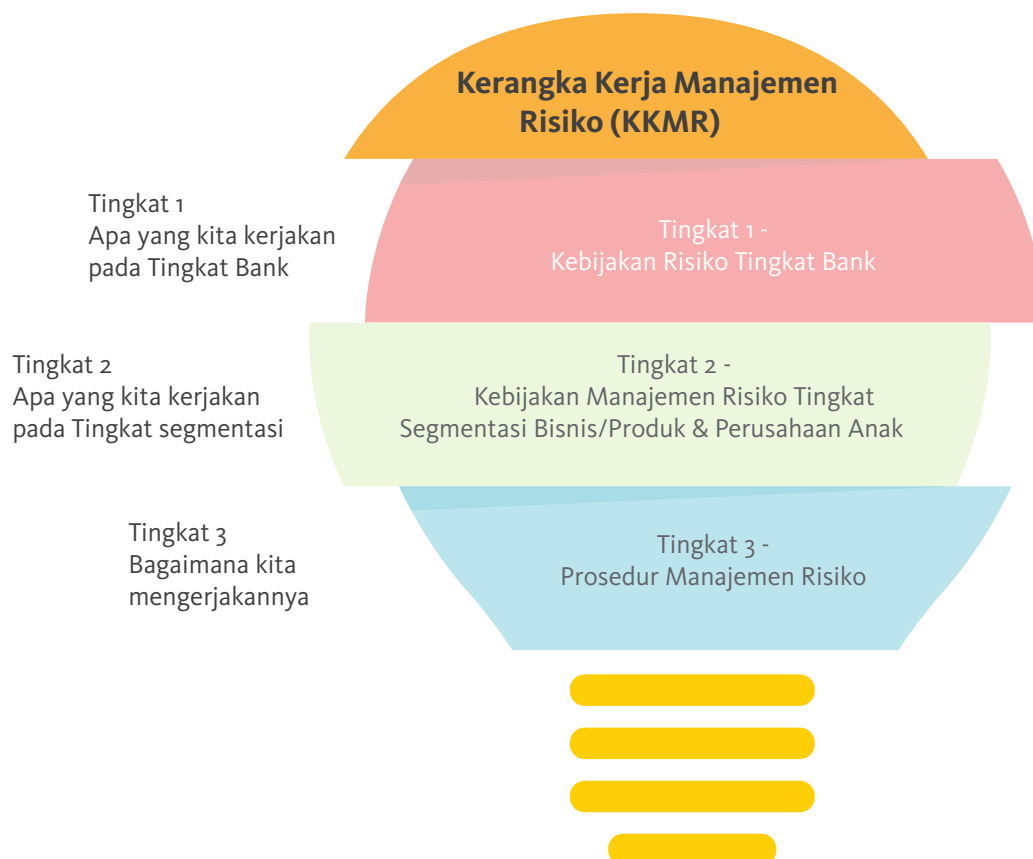 Kerangka Kerja Manajemen
Risiko (KKMR)
Tingkat 1
Apa yang kita kerjakan
pada Tingkat Bank
Tingkat 1 -
Kebijakan Risiko Tingkat Bank
Tingkat 2
Apa yang kita kerjakan
pada Tingkat segmentasi
Tingkat 2 -
Kebijakan Manajemen Risiko Tingkat
Segmentasi Bisnis/Produk & Perusahaan Anak
Tingkat 3
Bagaimana kita
mengerjakannya
Tingkat 3 -
Prosedur Manajemen Risiko